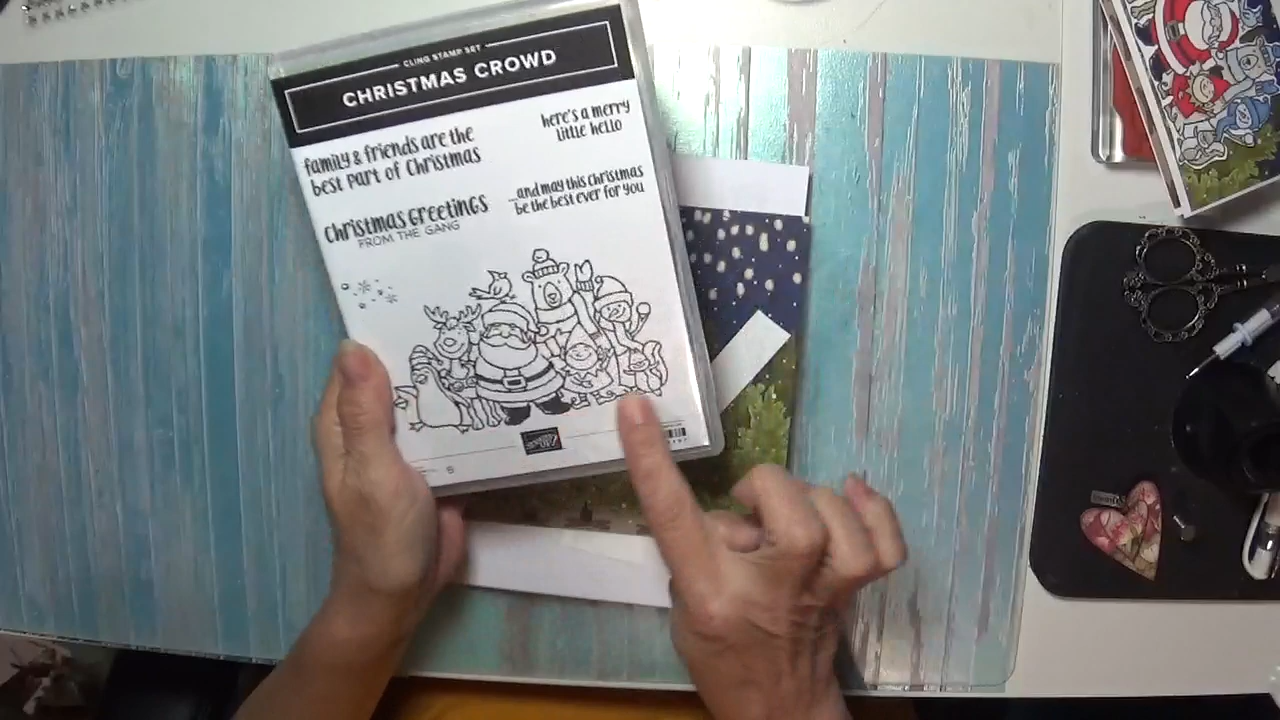 CLING STAMP SET
CHRISTMAS CROWD
family & friends are the
best part of Christmas
here's a merry
little hello
...and may this Christmas
be the best ever for you
Christmas Greetings
FROM THE GANG